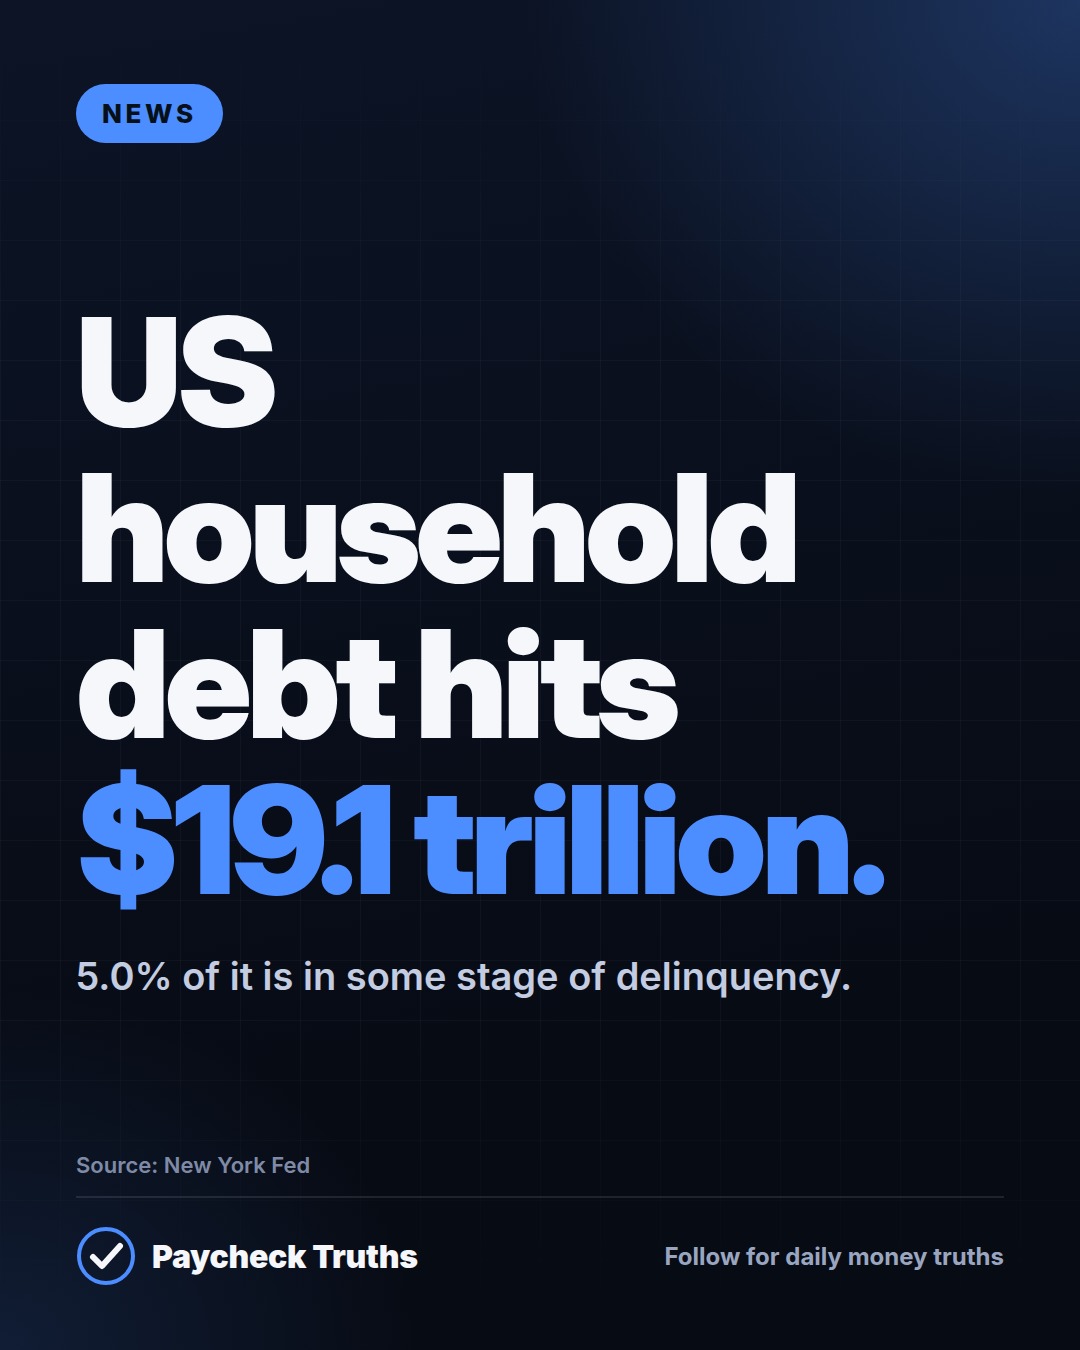 NEWS
US
household
debt hits
$19.1 trillion.
5.0% of it is in some stage of delinquency.
Source: New York Fed
Paycheck Truths
Follow for daily money truths